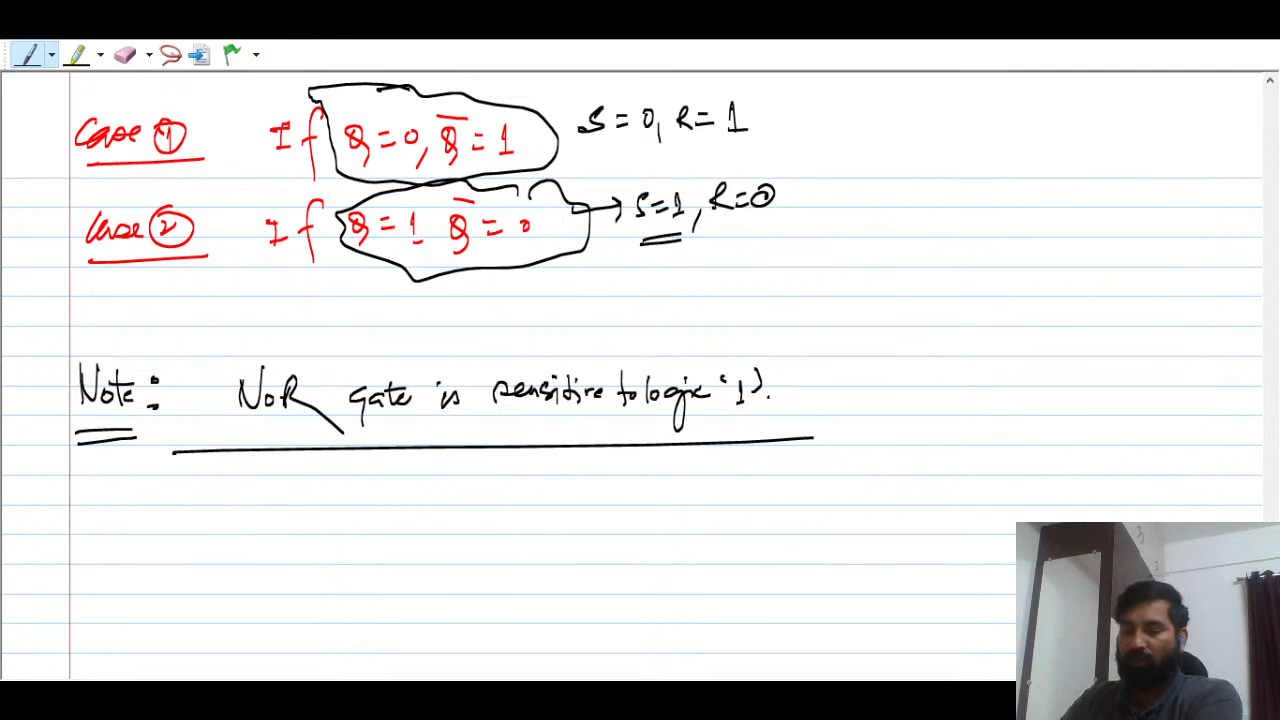 Case ① If Q=0, Q̅=1 S=0, R=1
Case ② If Q=1 Q̅=0 → S=1, R=0
Note: NOR gate is sensitive to logic '1'.